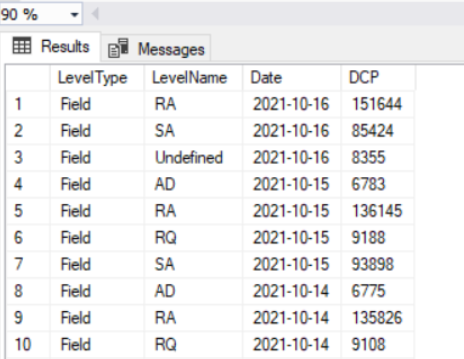 90 %
Results Messages
LevelType LevelName Date DCP
1 Field RA 2021-10-16 151644
2 Field SA 2021-10-16 85424
3 Field Undefined 2021-10-16 8355
4 Field AD 2021-10-15 6783
5 Field RA 2021-10-15 136145
6 Field RQ 2021-10-15 9188
7 Field SA 2021-10-15 93898
8 Field AD 2021-10-14 6775
9 Field RA 2021-10-14 135826
10 Field RQ 2021-10-14 9108